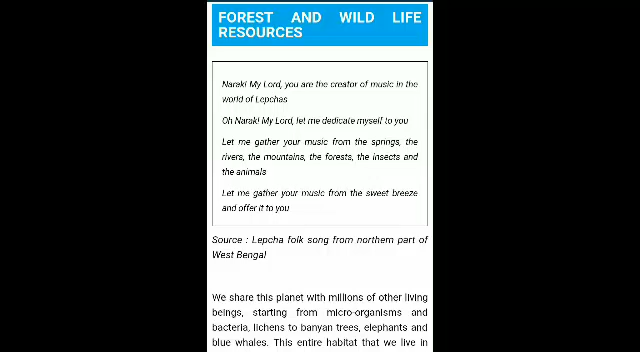 FOREST AND WILD LIFE
RESOURCES
Narak! My Lord, you are the creator of music in the
world of Lepchas
Oh Narak! My Lord, let me dedicate myself to you
Let me gather your music from the springs, the
rivers, the mountains, the forests, the insects and
the animals
Let me gather your music from the sweet breeze
and offer it to you
Source : Lepcha folk song from northern part of
West Bengal
We share this planet with millions of other living
beings, starting from micro-organisms and
bacteria, lichens to banyan trees, elephants and
blue whales. This entire habitat that we live in